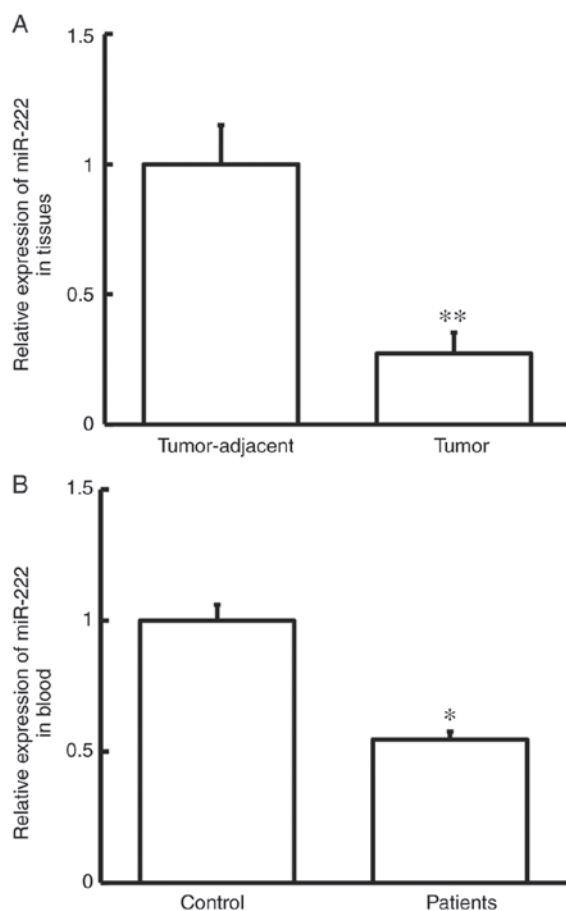 A
1.5
1
0.5
0
Relative expression of miR-222
in tissues
**
Tumor-adjacent
Tumor
B
1.5
1
0.5
0
Relative expression of miR-222
in blood
*
Control
Patients